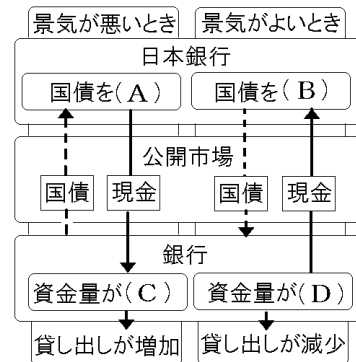 景気が悪いとき 景気がよいとき
日本銀行
国債を(A) 国債を(B)
公開市場
国債 現金 国債 現金
銀行
資金量が(C) 資金量が(D)
貸し出しが増加 貸し出しが減少